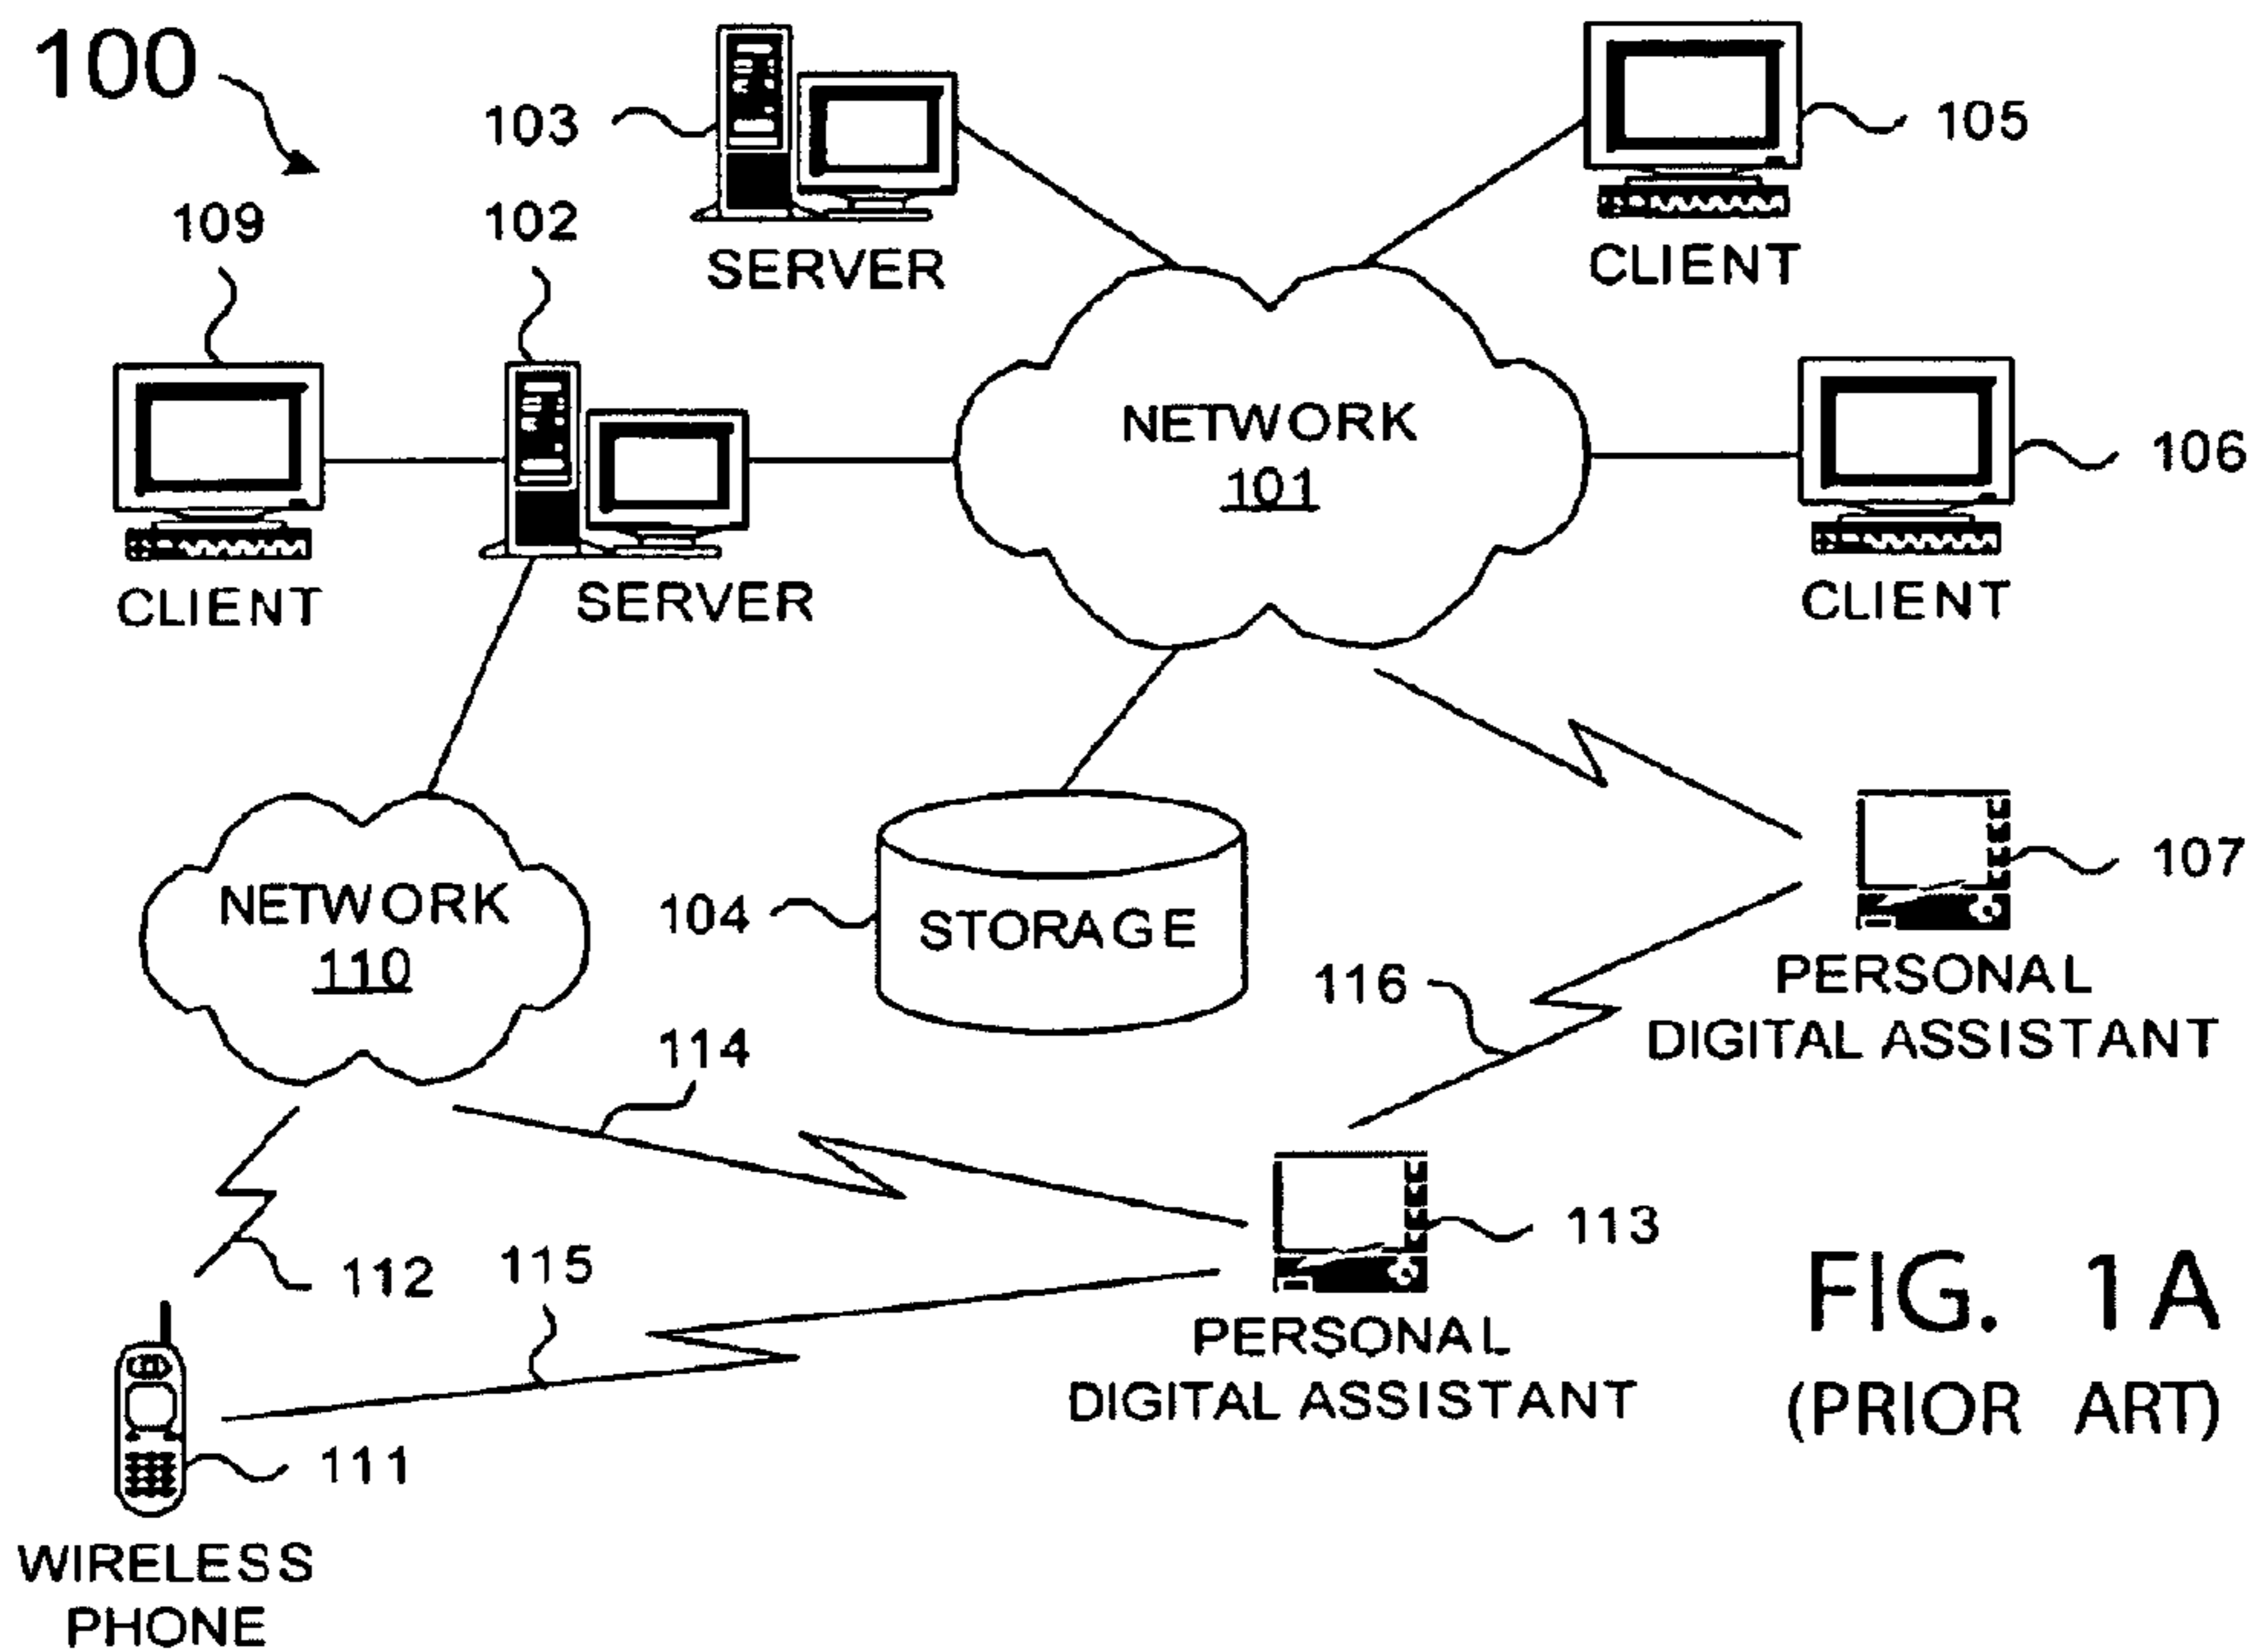 100
103
105
109
102
SERVER
CLIENT
NETWORK
101
106
CLIENT
SERVER
CLIENT
107
NETWORK
110
104
STORAGE
116
PERSONAL
DIGITAL ASSISTANT
114
113
115
112
PERSONAL
DIGITAL ASSISTANT
FIG. 1A
(PRIOR ART)
111
WIRELESS
PHONE